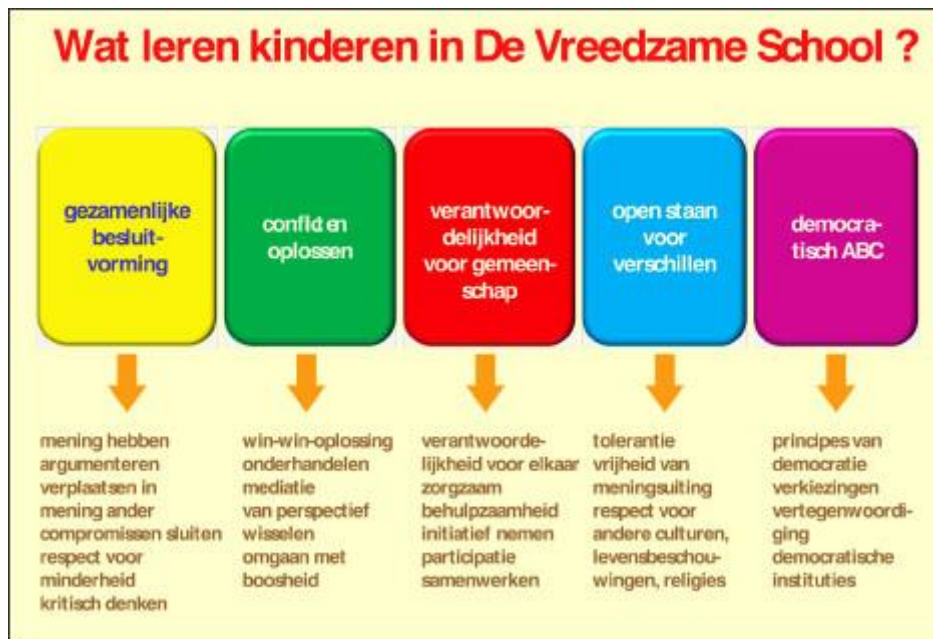 Wat leren kinderen in De Vreedzame School ?
gezamenlijke
besluit-
vorming
conflicten
oplossen
verantwoor-
delijkheid
voor gemeen-
schap
open staan
voor
verschillen
democra-
tisch ABC
mening hebben
argumenteren
verplaatsen in
mening ander
compromissen sluiten
respect voor
minderheid
kritisch denken
win-win-oplossing
onderhandelen
mediatie
van perspectief
wisselen
omgaan met
boosheid
verantwoorde-
lijkheid voor elkaar
zorgzaam
behulpzaamheid
initiatief nemen
participatie
samenwerken
tolerantie
vrijheid van
meningsuiting
respect voor
andere culturen,
levensbeschou-
wingen, religies
principes van
democratie
verkiezingen
vertegenwoordi-
ging
democratische
instituties